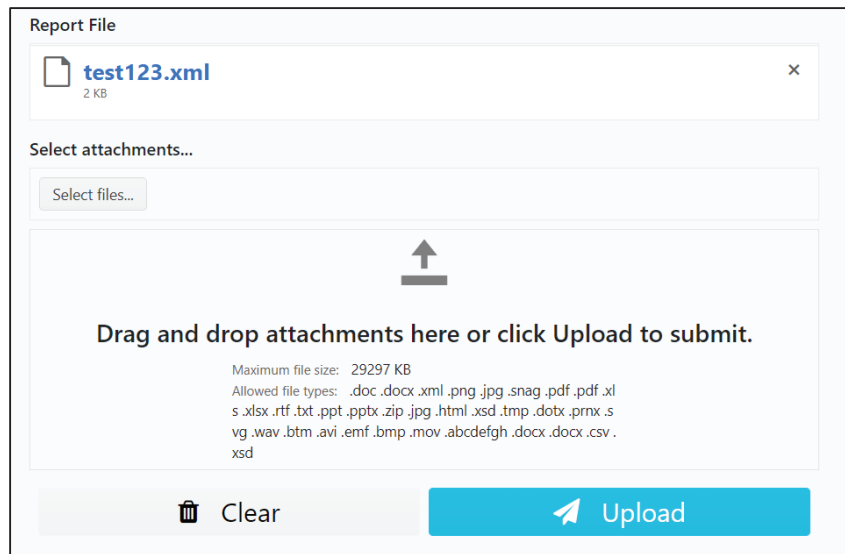 Report File
test123.xml
2 KB
Select attachments...
Select files...
Drag and drop attachments here or click Upload to submit.
Maximum file size: 29297 KB
Allowed file types: .doc .docx .xml .png .jpg .snag .pdf .pdf .xl
s .xlsx .rtf .txt .ppt .pptx .zip .jpg .html .xsd .tmp .dotx .prnx .s
vg .wav .btm .avi .emf .bmp .mov .abcdefgh .docx .docx .csv .
xsd
Clear
Upload